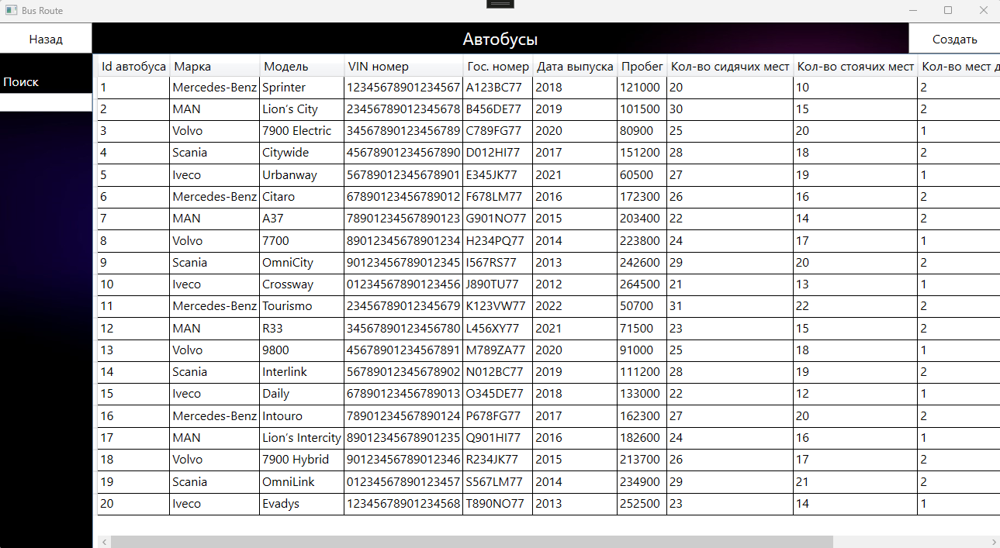 Bus Route
Назад Автобусы Создать
Поиск
Id автобуса Марка Модель VIN номер Гос. номер Дата выпуска Пробег Кол-во сидячих мест Кол-во стоячих мест Кол-во мест д
1 Mercedes-Benz Sprinter 12345678901234567 A123BC77 2018 121000 20 10 2
2 MAN Lion's City 23456789012345678 B456DE77 2019 101500 30 15 2
3 Volvo 7900 Electric 34567890123456789 C789FG77 2020 80900 25 20 1
4 Scania Citywide 45678901234567890 D012HI77 2017 151200 28 18 2
5 Iveco Urbanway 56789012345678901 E345JK77 2021 60500 27 19 1
6 Mercedes-Benz Citaro 67890123456789012 F678LM77 2016 172300 26 16 2
7 MAN A37 78901234567890123 G901NO77 2015 203400 22 14 2
8 Volvo 7700 89012345678901234 H234PQ77 2014 223800 24 17 1
9 Scania OmniCity 90123456789012345 I567RS77 2013 242600 29 20 2
10 Iveco Crossway 01234567890123456 J890TU77 2012 264500 21 13 1
11 Mercedes-Benz Tourismo 23456789012345679 K123VW77 2022 50700 31 22 2
12 MAN R33 34567890123456780 L456XY77 2021 71500 23 15 2
13 Volvo 9800 45678901234567891 M789ZA77 2020 91000 25 18 1
14 Scania Interlink 56789012345678902 N012BC77 2019 111200 28 19 2
15 Iveco Daily 67890123456789013 O345DE77 2018 133000 22 12 1
16 Mercedes-Benz Intouro 78901234567890124 P678FG77 2017 162300 27 20 2
17 MAN Lion's Intercity 89012345678901235 Q901HI77 2016 182600 24 16 1
18 Volvo 7900 Hybrid 90123456789012346 R234JK77 2015 213700 26 17 2
19 Scania OmniLink 01234567890123457 S567LM77 2014 234900 29 21 2
20 Iveco Evadys 12345678901234568 T890NO77 2013 252500 23 14 1